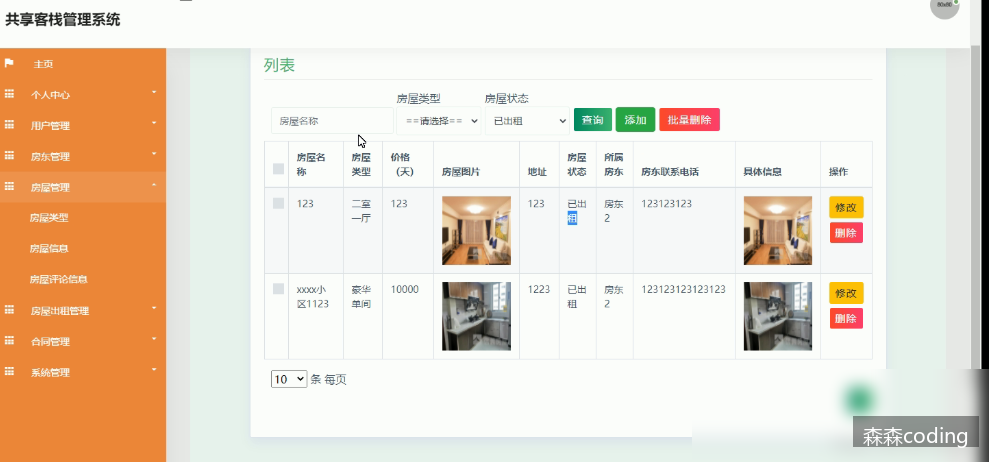 共享客栈管理系统
主页
个人中心
用户管理
房东管理
房屋管理
房屋类型
房屋信息
房屋评论信息
房屋出租管理
合同管理
系统管理
列表
房屋类型
房屋状态
房屋名称
==请选择==
已出租
查询
添加
批量删除
房屋名
称
房屋
类型
价格
(天)
房屋图片
地址
房屋
状态
所属
房东
房东联系电话
具体信息
操作
123
二室
一厅
123
123
已出
租
房东
2
123123123
修改
删除
xxxx小
区1123
豪华
单间
10000
1223
已出
租
房东
2
123123123123123
修改
删除
10 条 每页
森森coding